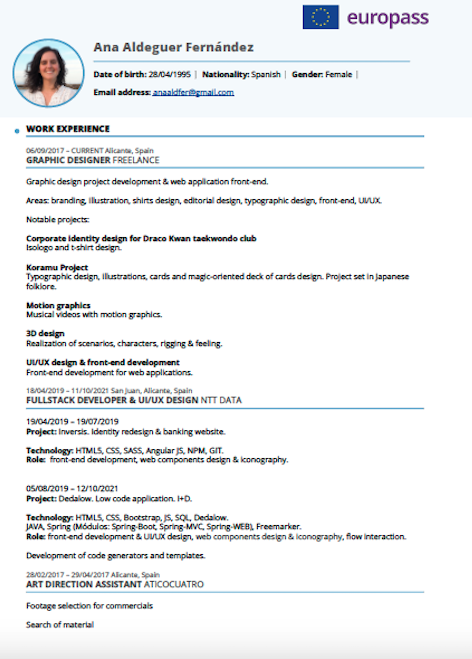 europass
Ana Aldeguer Fernández
Date of birth: 28/04/1995 | Nationality: Spanish | Gender: Female |
Email address: anaaldfer@gmail.com
WORK EXPERIENCE
06/09/2017 – CURRENT Alicante, Spain
GRAPHIC DESIGNER FREELANCE
Graphic design project development & web application front-end.
Areas: branding, illustration, shirts design, editorial design, typographic design, front-end, UI/UX.
Notable projects:
Corporate identity design for Draco Kwan taekwondo club
Isologo and t-shirt design.
Koramu Project
Typographic design, illustrations, cards and magic-oriented deck of cards design. Project set in Japanese
folklore.
Motion graphics
Musical videos with motion graphics.
3D design
Realization of scenarios, characters, rigging & feeling.
UI/UX design & front-end development
Front-end development for web applications.
18/04/2019 – 11/10/2021 San Juan, Alicante, Spain
FULLSTACK DEVELOPER & UI/UX DESIGN NTT DATA
19/04/2019 – 19/07/2019
Project: Inversis. Identity redesign & banking website.
Technology: HTML5, CSS, SASS, Angular JS, NPM, GIT.
Role: front-end development, web components design & iconography.
05/08/2019 – 12/10/2021
Project: Dedalow. Low code application. I+D.
Technology: HTML5, CSS, Bootstrap, JS, SQL, Dedalow.
JAVA, Spring (Módulos: Spring-Boot, Spring-MVC, Spring-WEB), Freemarker.
Role: front-end development & UI/UX design, web components design & iconography, flow interaction.
Development of code generators and templates.
28/02/2017 – 29/04/2017 Alicante, Spain
ART DIRECTION ASSISTANT ATICOCUATRO
Footage selection for commercials
Search of material